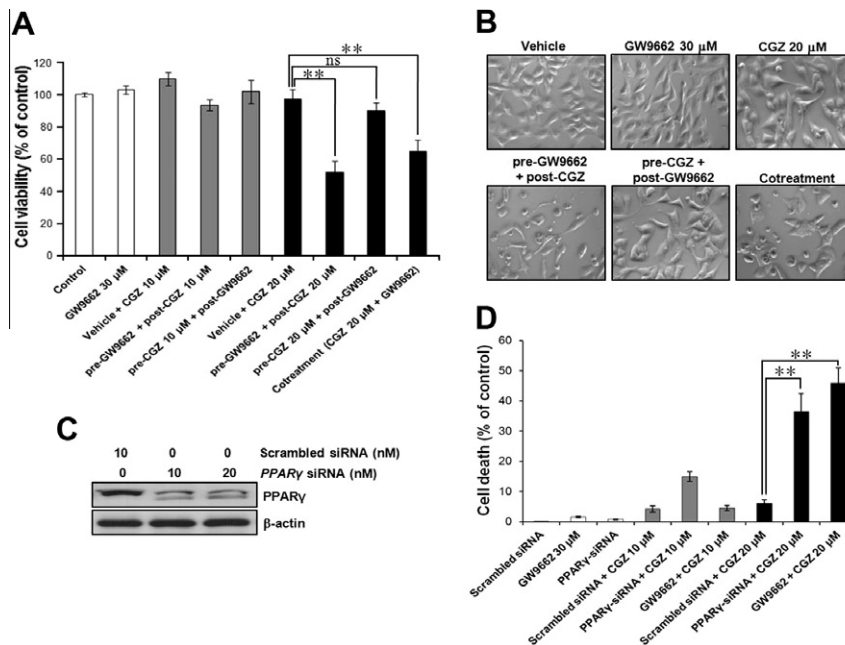 A
Cell viability (% of control)
140
120
100
80
60
40
20
0
**
ns
**
Control
GW9662 30 µM
Vehicle + CGZ 10 µM
pre-GW9662 + post-CGZ 10 µM
pre-CGZ 10 µM + post-GW9662
Vehicle + CGZ 20 µM
pre-GW9662 + post-CGZ 20 µM
pre-CGZ 20 µM + post-GW9662
Cotreatment (CGZ 20 µM + GW9662)
B
Vehicle GW9662 30 µM CGZ 20 µM
pre-GW9662 pre-CGZ +
+ post-CGZ post-GW9662 Cotreatment
C
10 0 0 Scrambled siRNA (nM)
0 10 20 PPARγ siRNA (nM)
PPARγ
β-actin
D
Cell death (% of control)
60
50
40
30
20
10
0
**
**
Scrambled siRNA
GW9662 30 µM
PPARγ-siRNA
Scrambled siRNA + CGZ 10 µM
PPARγ-siRNA + CGZ 10 µM
GW9662 + CGZ 10 µM
Scrambled siRNA + CGZ 20 µM
PPARγ-siRNA + CGZ 20 µM
GW9662 + CGZ 20 µM